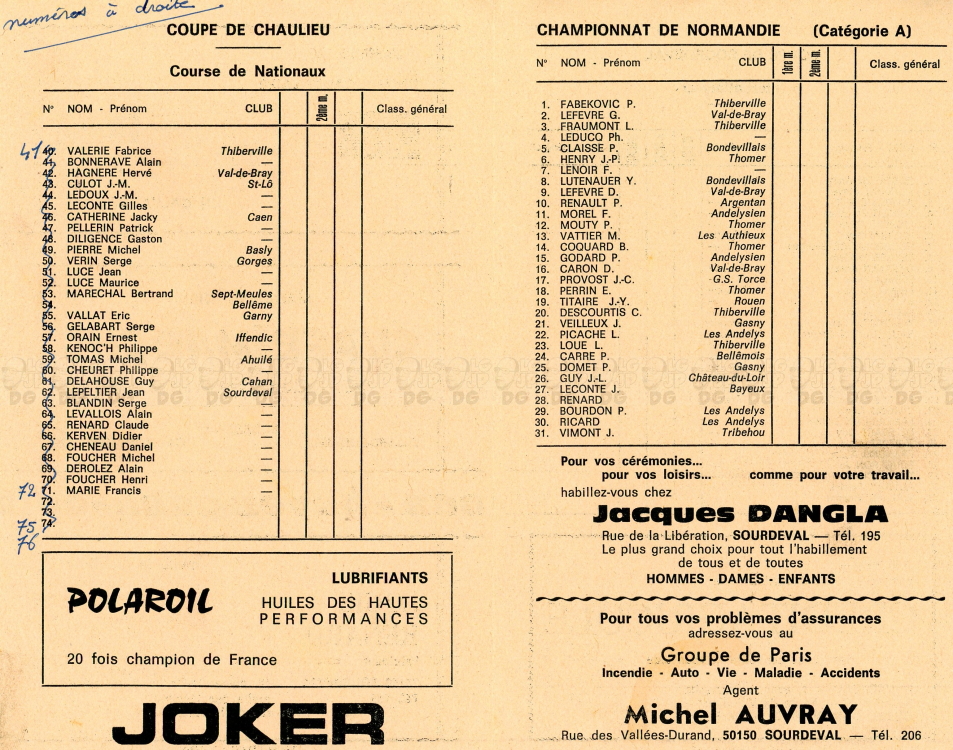 numéros à droite
COUPE DE CHAULIEU
Course de Nationaux
N° NOM - Prénom CLUB 2ème m. Class. général
41 40. VALERIE Fabrice Thiberville
41. BONNERAVE Alain —
42. HAGNERE Hervé Val-de-Bray
43. CULOT J.-M. St-Lô
44. LEDOUX J.-M. —
45. LECONTE Gilles —
46. CATHERINE Jacky Caen
47. PELLERIN Patrick —
48. DILIGENCE Gaston —
49. PIERRE Michel Basly
50. VERIN Serge Gorges
51. LUCE Jean —
52. LUCE Maurice —
53. MARECHAL Bertrand Sept-Meules
54. Bellême
55. VALLAT Eric Garny
56. GELABART Serge
57. ORAIN Ernest Iffendic
58. KENOC'H Philippe —
59. TOMAS Michel Ahuilé
60. CHEURET Philippe —
61. DELAHOUSE Guy Cahan
62. LEPELTIER Jean Sourdeval
63. BLANDIN Serge —
64. LEVALLOIS Alain —
65. RENARD Claude —
66. KERVEN Didier —
67. CHENEAU Daniel —
68. FOUCHER Michel —
69. DEROLEZ Alain —
70. FOUCHER Henri —
72 71. MARIE Francis —
72.
73.
75 74.
76
POLAROIL
LUBRIFIANTS
HUILES DES HAUTES
PERFORMANCES
20 fois champion de France
JOKER
CHAMPIONNAT DE NORMANDIE (Catégorie A)
N° NOM - Prénom CLUB 1ère m. 2ème m. Class. général
1. FABEKOVIC P. Thiberville
2. LEFEVRE G. Val-de-Bray
3. FRAUMONT L. Thiberville
4. LEDUCQ Ph. —
5. CLAISSE P. Bondevillais
6. HENRY J.-P. Thomer
7. LENOIR F. —
8. LUTENAUER Y. Bondevillais
9. LEFEVRE D. Val-de-Bray
10. RENAULT P. Argentan
11. MOREL F. Andelysien
12. MOUTY P. Thomer
13. VATTIER M. Les Authieux
14. COQUARD B. Thomer
15. GODARD P. Andelysien
16. CARON D. Val-de-Bray
17. PROVOST J.-C. G.S. Torce
18. PERRIN E. Thomer
19. TITAIRE J.-Y. Rouen
20. DESCOURTIS C. Thiberville
21. VEILLEUX J. Gasny
22. PICACHE L. Les Andelys
23. LOUE L. Thiberville
24. CARRE P. Bellêmois
25. DOMET P. Gasny
26. GUY J.-L. Château-du-Loir
27. LECONTE J. Bayeux
28. RENARD
29. BOURDON P. Les Andelys
30. RICARD Les Andelys
31. VIMONT J. Tribehou
Pour vos cérémonies...
pour vos loisirs... comme pour votre travail...
habillez-vous chez
Jacques DANGLA
Rue de la Libération, SOURDEVAL — Tél. 195
Le plus grand choix pour tout l'habillement
de tous et de toutes
HOMMES - DAMES - ENFANTS
Pour tous vos problèmes d'assurances
adressez-vous au
Groupe de Paris
Incendie - Auto - Vie - Maladie - Accidents
Agent
Michel AUVRAY
Rue des Vallées-Durand, 50150 SOURDEVAL — Tél. 206